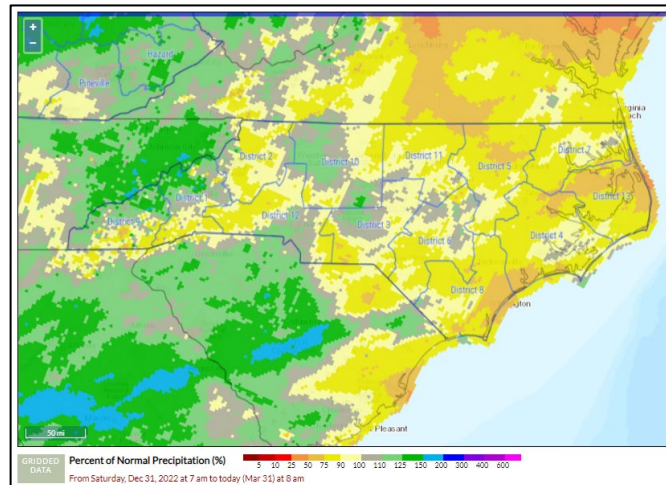 +
−
Hazard
Pineville
Virginia
District 2
District 10
District 11
District 5
District 7
District 1
District 12
District 3
District 6
District 13
District 4
District 8
Pleasant
50 mi
GRIDDED
DATA
Percent of Normal Precipitation (%)
5 10 25 50 75 90 100 110 125 150 200 300 400 600
From Saturday, Dec 31, 2022 at 7 am to today (Mar 31) at 8 am